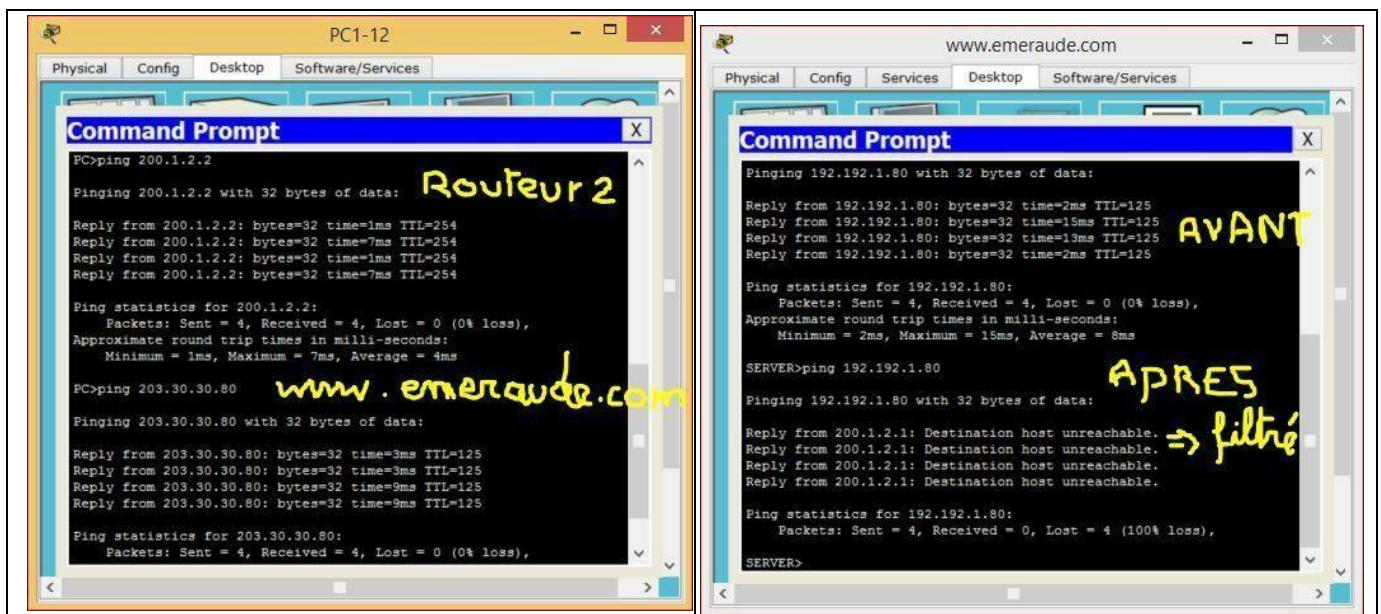 PC1-12
Physical Config Desktop Software/Services
Command Prompt X
PC>ping 200.1.2.2
Pinging 200.1.2.2 with 32 bytes of data:
Routeur 2
Reply from 200.1.2.2: bytes=32 time=1ms TTL=254
Reply from 200.1.2.2: bytes=32 time=7ms TTL=254
Reply from 200.1.2.2: bytes=32 time=1ms TTL=254
Reply from 200.1.2.2: bytes=32 time=7ms TTL=254
Ping statistics for 200.1.2.2:
Packets: Sent = 4, Received = 4, Lost = 0 (0% loss),
Approximate round trip times in milli-seconds:
Minimum = 1ms, Maximum = 7ms, Average = 4ms
PC>ping 203.30.30.80
www.emeraude.com
Pinging 203.30.30.80 with 32 bytes of data:
Reply from 203.30.30.80: bytes=32 time=3ms TTL=125
Reply from 203.30.30.80: bytes=32 time=3ms TTL=125
Reply from 203.30.30.80: bytes=32 time=9ms TTL=125
Reply from 203.30.30.80: bytes=32 time=9ms TTL=125
Ping statistics for 203.30.30.80:
Packets: Sent = 4, Received = 4, Lost = 0 (0% loss),
www.emeraude.com
Physical Config Services Desktop Software/Services
Command Prompt X
Pinging 192.192.1.80 with 32 bytes of data:
Reply from 192.192.1.80: bytes=32 time=2ms TTL=125
Reply from 192.192.1.80: bytes=32 time=15ms TTL=125
Reply from 192.192.1.80: bytes=32 time=13ms TTL=125
Reply from 192.192.1.80: bytes=32 time=2ms TTL=125
AVANT
Ping statistics for 192.192.1.80:
Packets: Sent = 4, Received = 4, Lost = 0 (0% loss),
Approximate round trip times in milli-seconds:
Minimum = 2ms, Maximum = 15ms, Average = 8ms
SERVER>ping 192.192.1.80
APRES
Pinging 192.192.1.80 with 32 bytes of data:
Reply from 200.1.2.1: Destination host unreachable.
=> filtré
Reply from 200.1.2.1: Destination host unreachable.
Reply from 200.1.2.1: Destination host unreachable.
Reply from 200.1.2.1: Destination host unreachable.
Ping statistics for 192.192.1.80:
Packets: Sent = 4, Received = 0, Lost = 4 (100% loss),
SERVER>